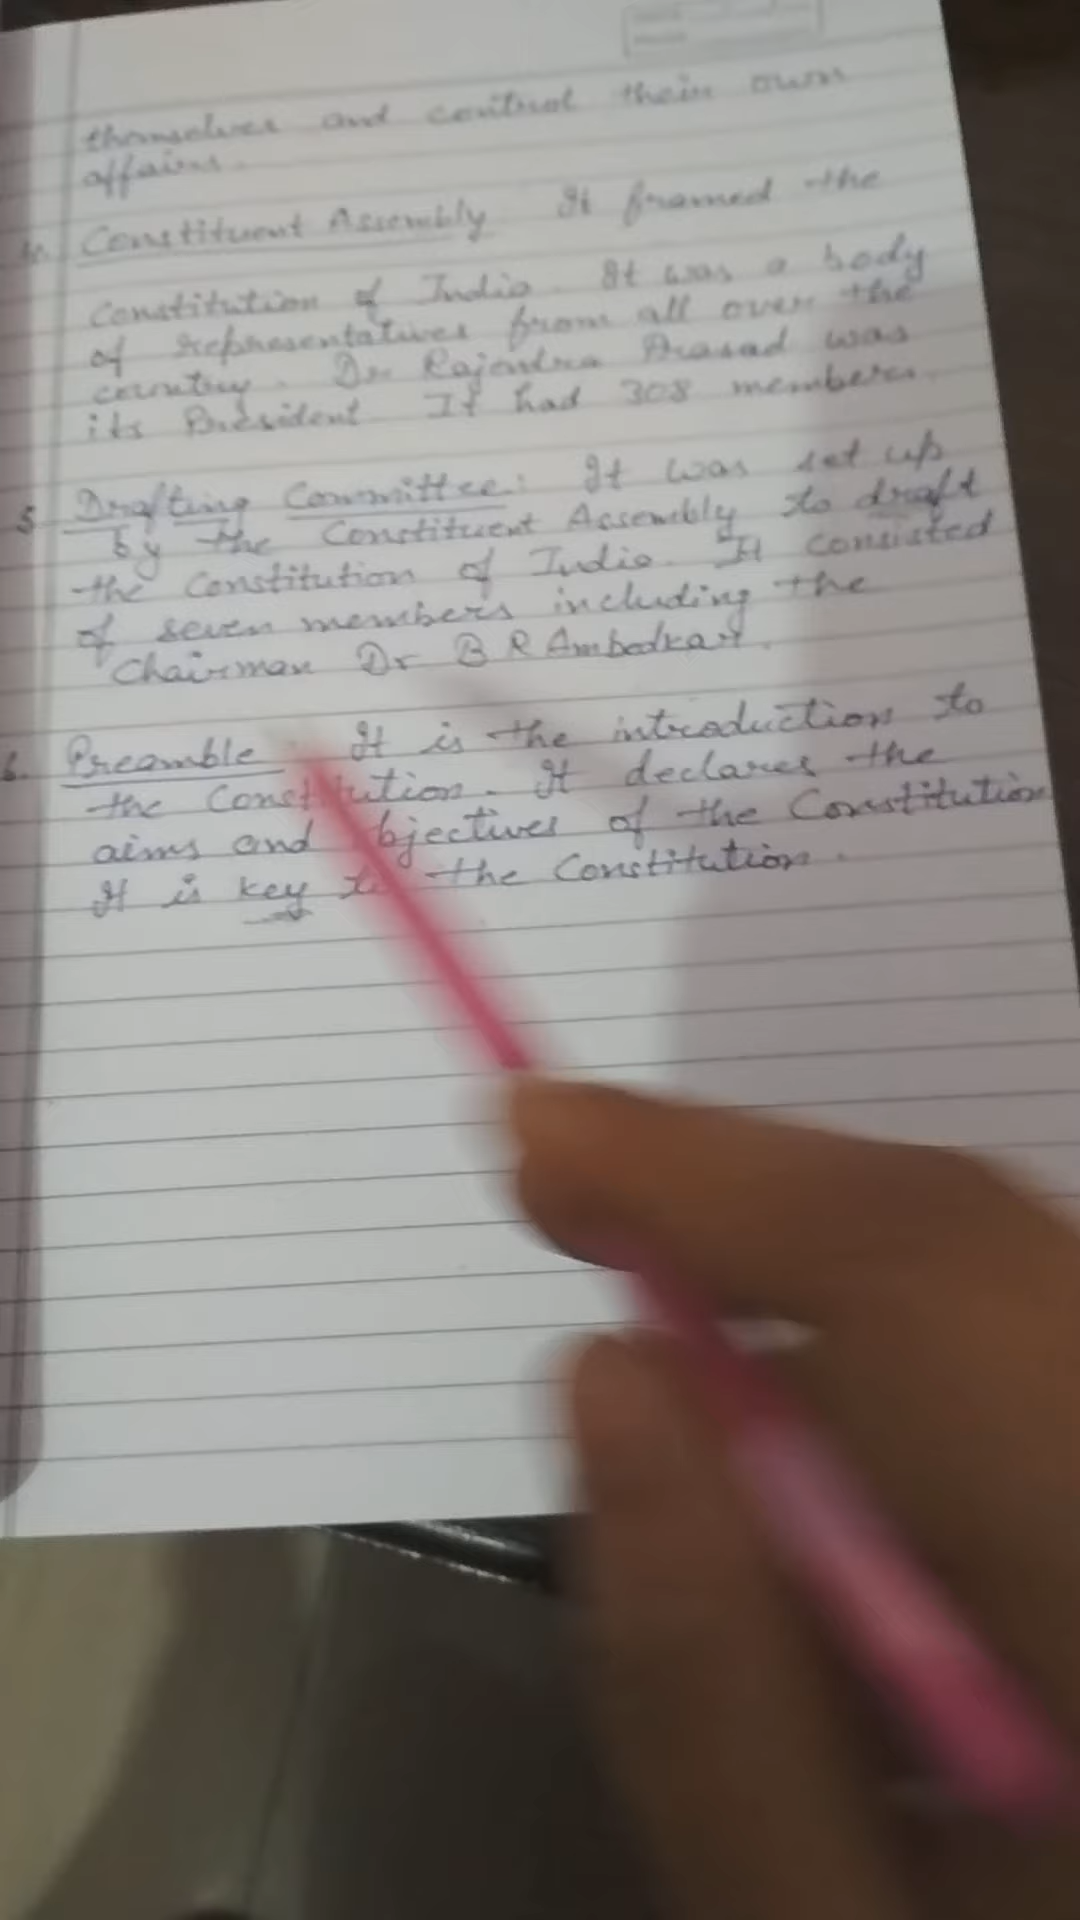 themselves and control their own
affairs.
4. Constituent Assembly It framed the
Constitution of India. It was a body
of representatives from all over the
country. Dr Rajendra Prasad was
its President It had 308 members.
5. Drafting Committee: It was set up
by the Constituent Assembly to draft
the Constitution of India. It consisted
of seven members including the
Chairman Dr B R Ambedkar.
6. Preamble: It is the introduction to
the Constitution. It declares the
aims and objectives of the Constitution
It is key to the Constitution.